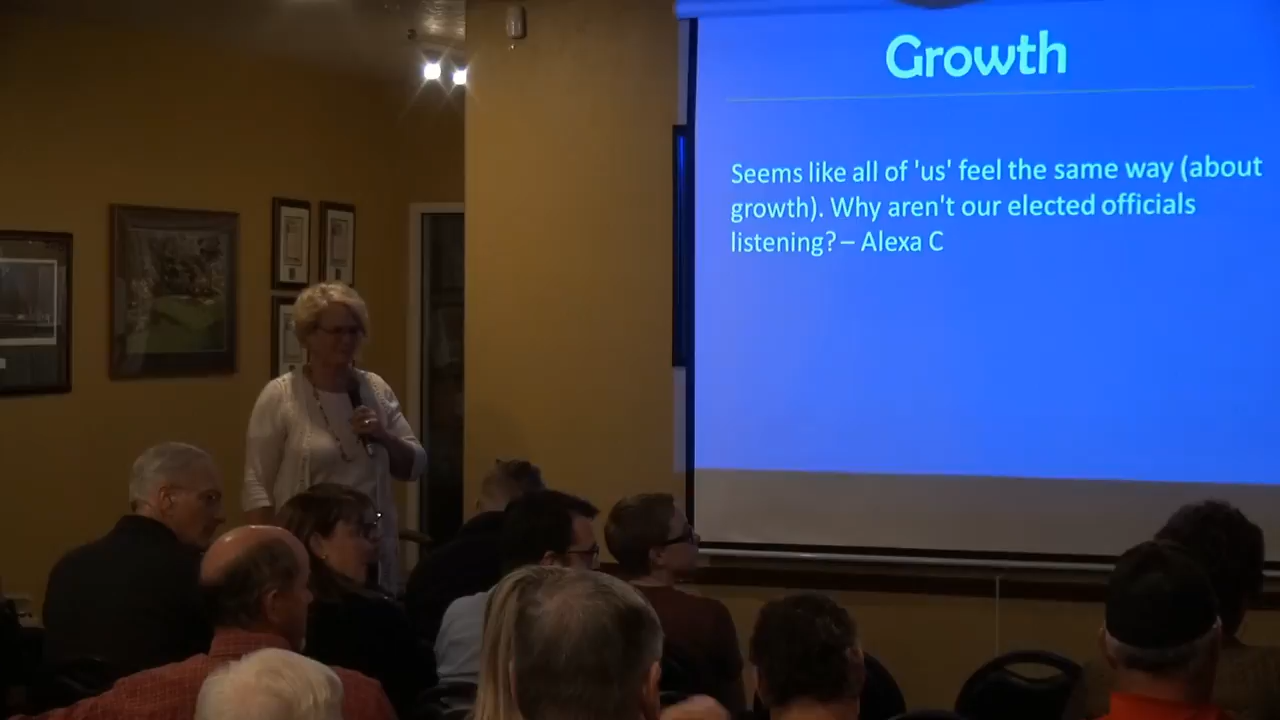 Growth
Seems like all of 'us' feel the same way (about
growth). Why aren't our elected officials
listening? – Alexa C